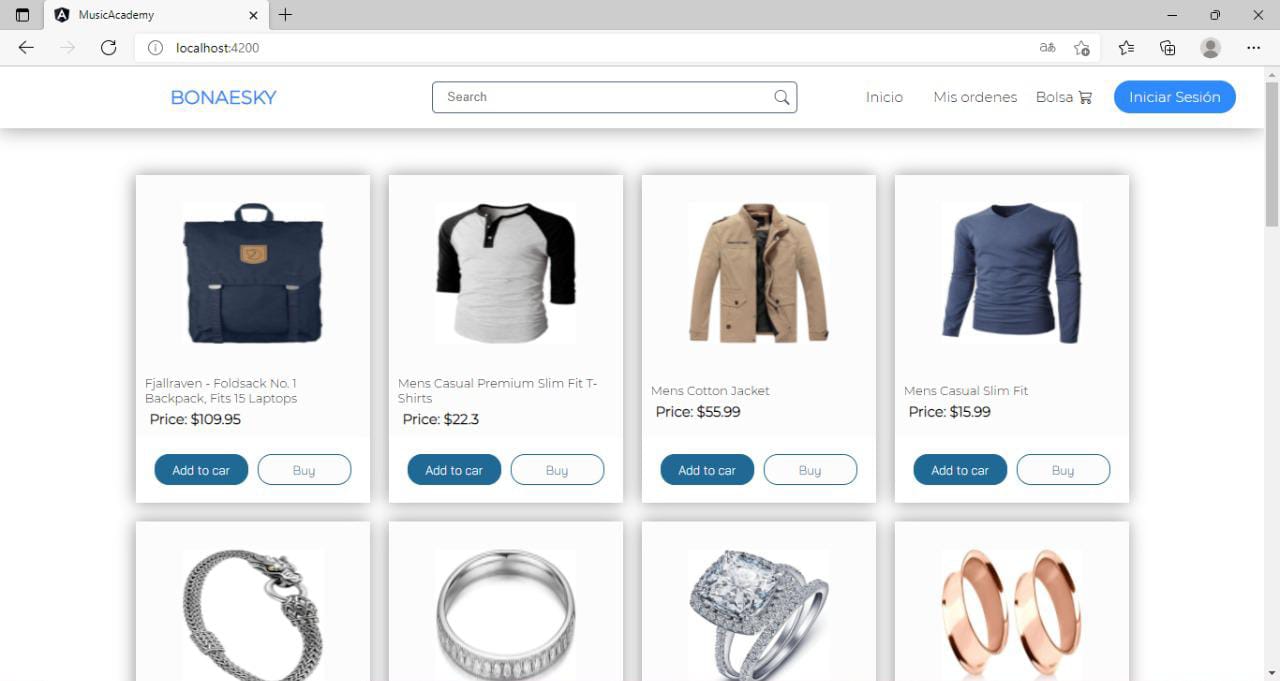 MusicAcademy
localhost:4200
BONAESKY
Search
Inicio
Mis ordenes
Bolsa
Iniciar Sesión
Fjallraven - Foldsack No. 1
Backpack, Fits15 Laptops
Price: $109.95
Add to car
Buy
Mens Casual Premium Slim Fit T-
Shirts
Price: $22.3
Add to car
Buy
Mens Cotton Jacket
Price: $55.99
Add to car
Buy
Mens Casual Slim Fit
Price: $15.99
Add to car
Buy